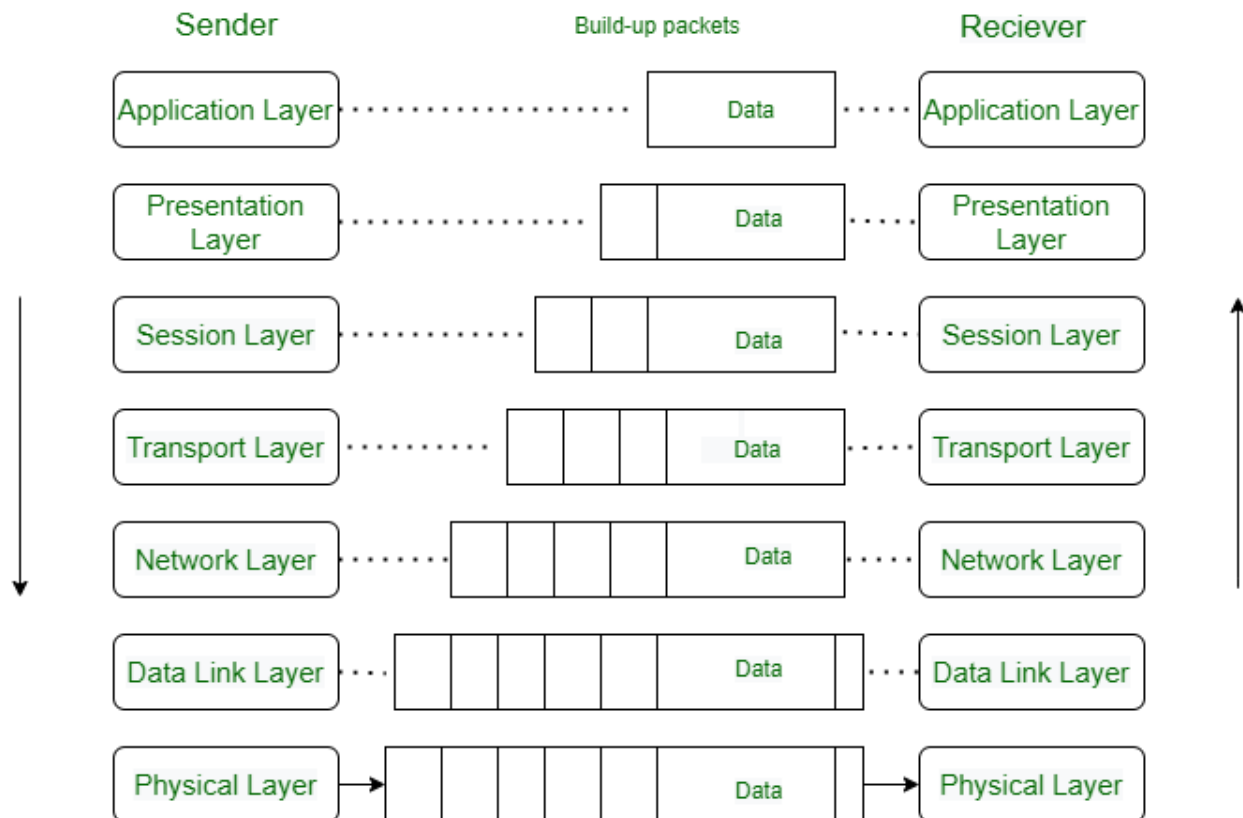 Sender
Build-up packets
Reciever
Application Layer
Data
Application Layer
Presentation
Layer
Data
Presentation
Layer
Session Layer
Data
Session Layer
Transport Layer
Data
Transport Layer
Network Layer
Data
Network Layer
Data Link Layer
Data
Data Link Layer
Physical Layer
Data
Physical Layer